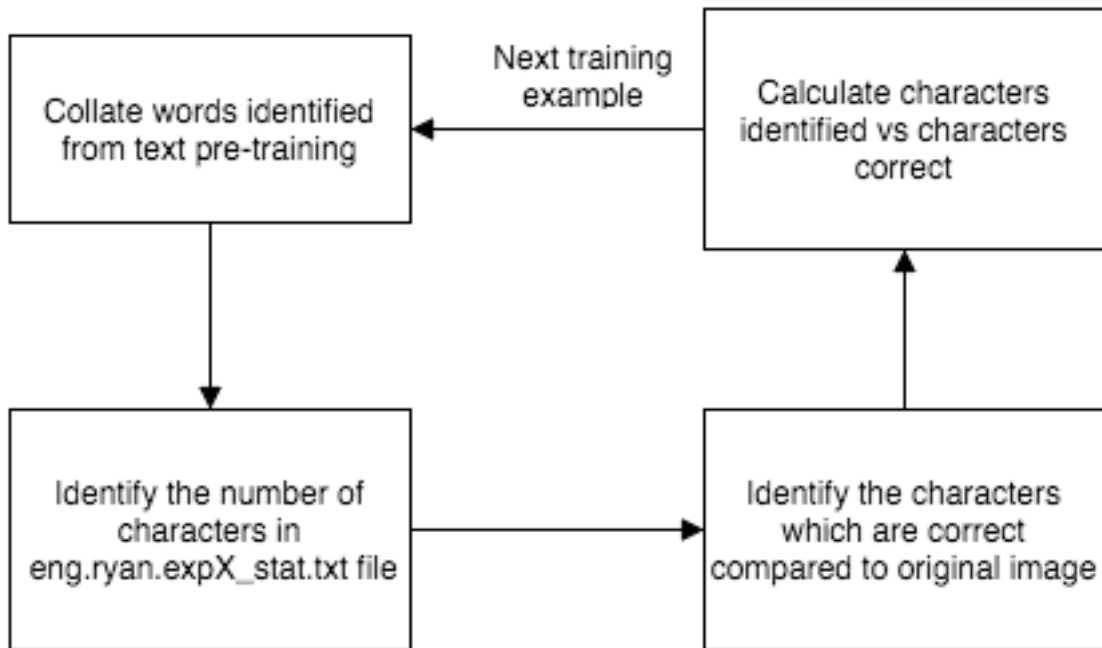 Collate words identified
from text pre-training
Next training
example
Calculate characters
identified vs characters
correct
Identify the number of
characters in
eng.ryan.expX_stat.txt file
Identify the characters
which are correct
compared to original image